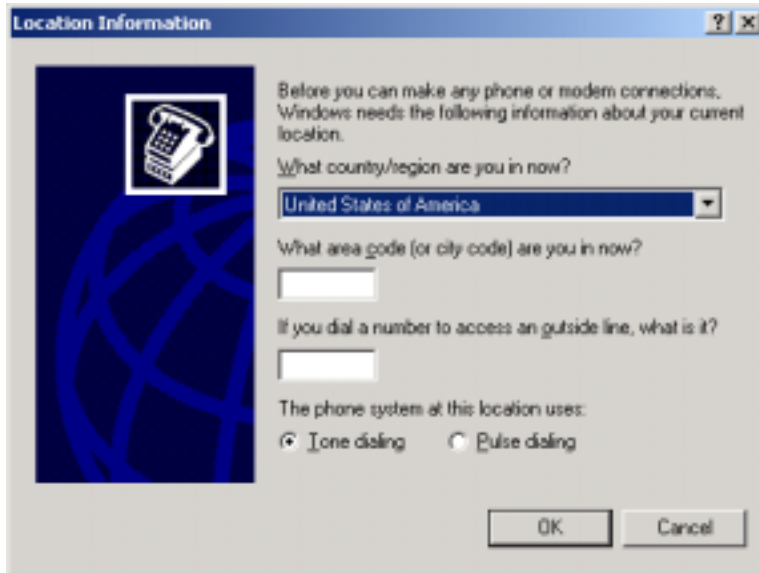 Location Information
Before you can make any phone or modem connections,
Windows needs the following information about your current
location.
What country/region are you in now?
United States of America
What area code (or city code) are you in now?
If you dial a number to access an outside line, what is it?
The phone system at this location uses:
Tone dialing Pulse dialing
OK Cancel